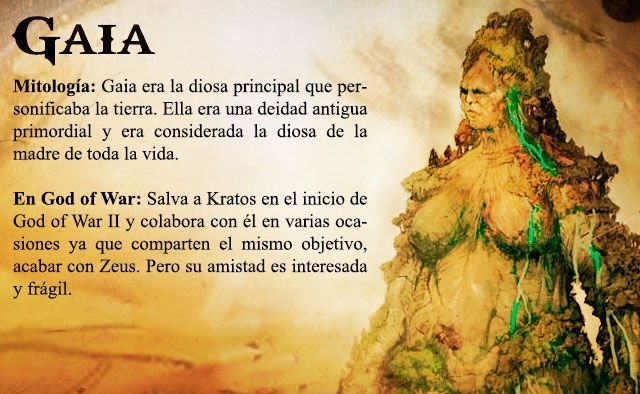 GAIA
Mitología: Gaia era la diosa principal que per-
sonificaba la tierra. Ella era una deidad antigua
primordial y era considerada la diosa de la
madre de toda la vida.
En God of War: Salva a Kratos en el inicio de
God of War II y colabora con él en varias oca-
siones ya que comparten el mismo objetivo,
acabar con Zeus. Pero su amistad es interesada
y frágil.